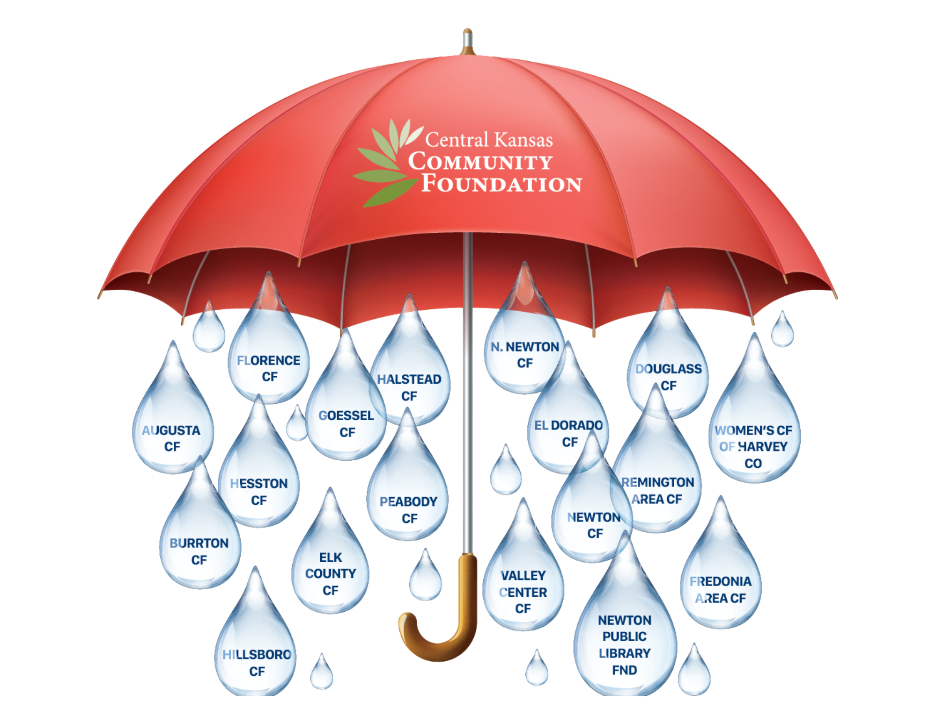 Central Kansas
COMMUNITY
FOUNDATION
FLORENCE
CF
HALSTEAD
CF
N. NEWTON
CF
DOUGLASS
CF
AUGUSTA
CF
GOESSEL
CF
EL DORADO
CF
WOMEN'S CF
OF HARVEY
CO
HESSTON
CF
PEABODY
CF
REMINGTON
AREA CF
BURRTON
CF
NEWTON
CF
ELK
COUNTY
CF
VALLEY
CENTER
CF
FREDONIA
AREA CF
HILLSBORO
CF
NEWTON
PUBLIC
LIBRARY
FND